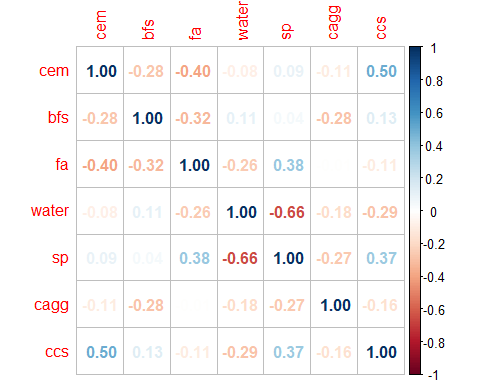 cem bfs fa water sp cagg ccs
cem 1.00 -0.28 -0.40 -0.08 0.09 -0.11 0.50
bfs -0.28 1.00 -0.32 0.11 0.04 -0.28 0.13
fa -0.40 -0.32 1.00 -0.26 0.38 -0.11
water -0.08 0.11 -0.26 1.00 -0.66 -0.18 -0.29
sp 0.09 0.04 0.38 -0.66 1.00 -0.27 0.37
cagg -0.11 -0.28 -0.18 -0.27 1.00 -0.16
ccs 0.50 0.13 -0.11 -0.29 0.37 -0.16 1.00
1
0.8
0.6
0.4
0.2
0
-0.2
-0.4
-0.6
-0.8
-1